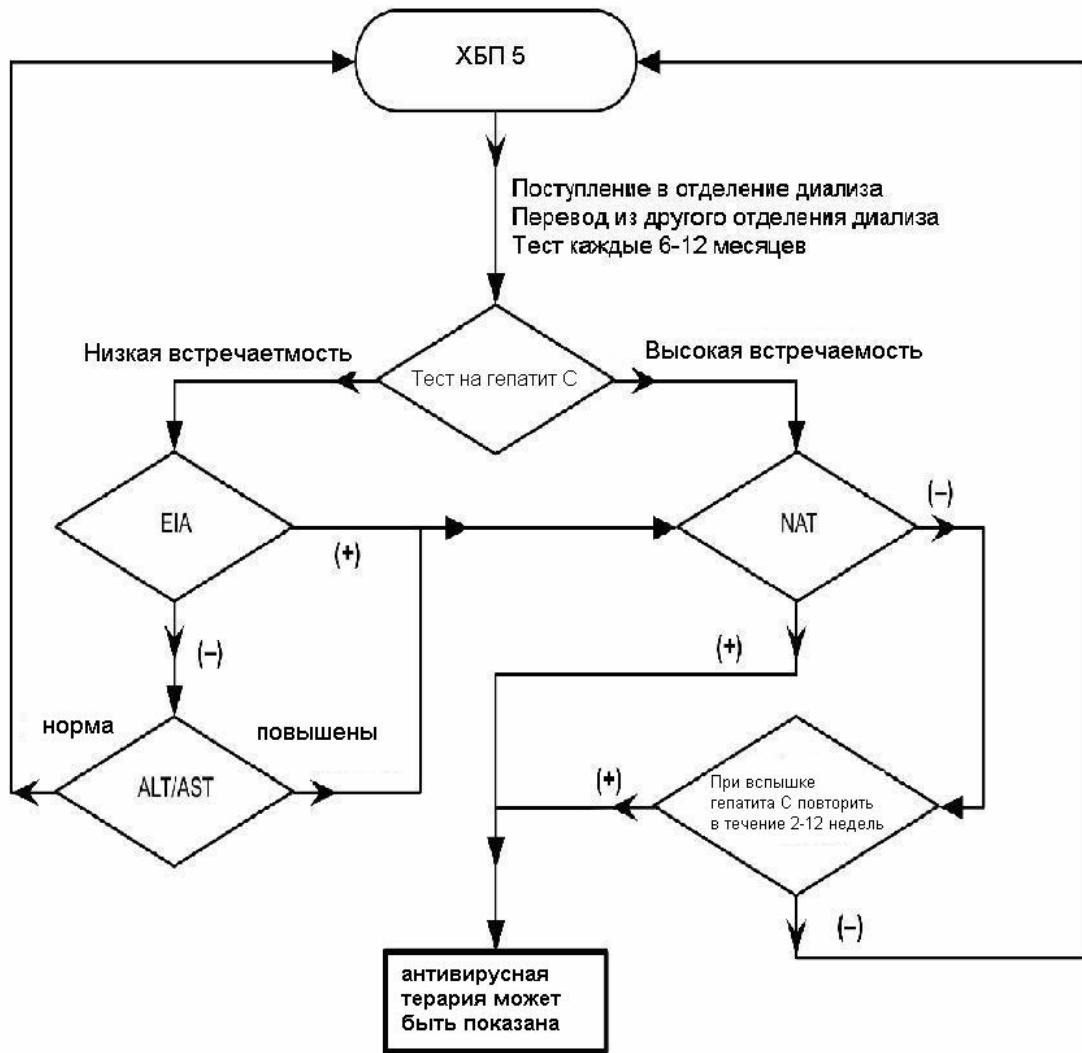 ХБП 5
Поступление в отделение диализа
Перевод из другого отделения диализа
Тест каждые 6-12 месяцев
Низкая встречаетмость
Высокая встречаемость
Тест на гепатит С
EIA
(+)
NAT
(–)
(–)
(+)
норма
повышены
ALT/AST
(+)
При вспышке
гепатита С повторить
в течение 2-12 недель
(–)
антивирусная
терария может
быть показана